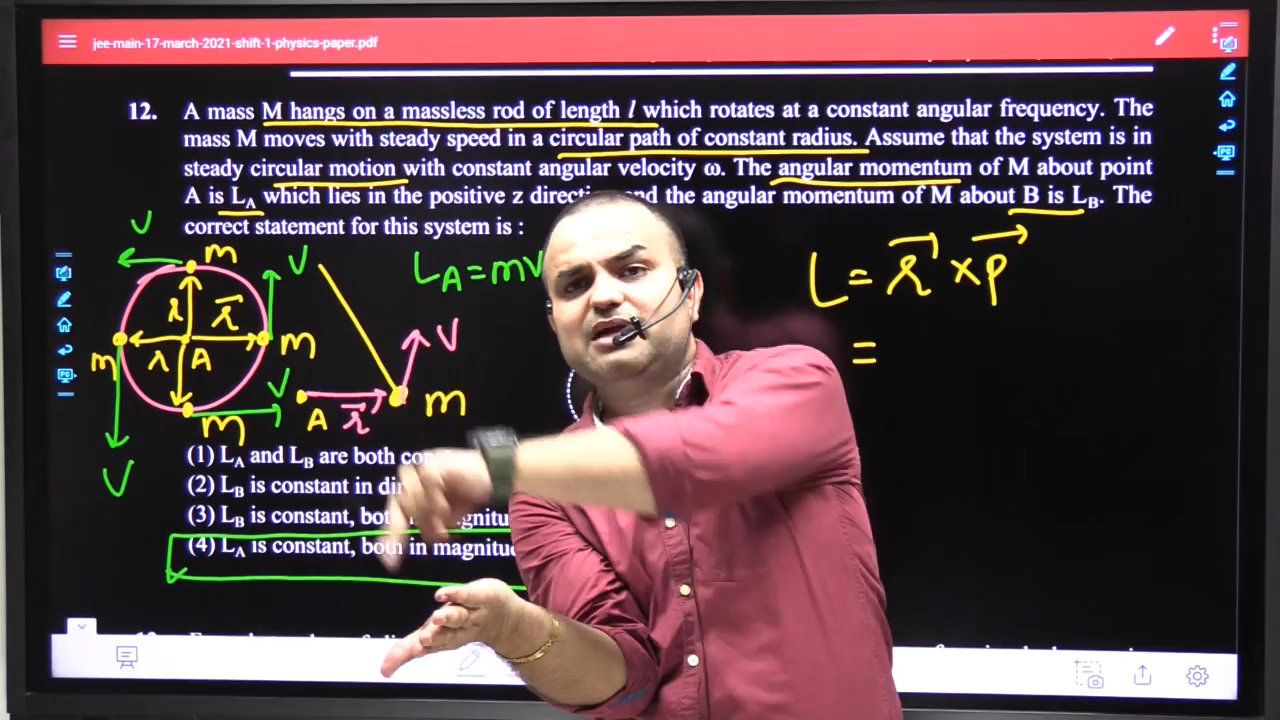 jee-main-17-march-2021-shift-1-physics-paper.pdf
12. A mass M hangs on a massless rod of length l which rotates at a constant angular frequency. The
mass M moves with steady speed in a circular path of constant radius. Assume that the system is in
steady circular motion with constant angular velocity ω. The angular momentum of M about point
A is L_A which lies in the positive z and the angular momentum of M about B is L_B. The
correct statement for this system is :
V m V L_A = mv
r r⃗
m r A m V
V A r⃗ m
m
V
L = r⃗ × p⃗
=
(1) L_A and L_B are both
(2) L_B is constant in
(3) L_B is constant,
(4) L_A is constant, both in
PC
PC